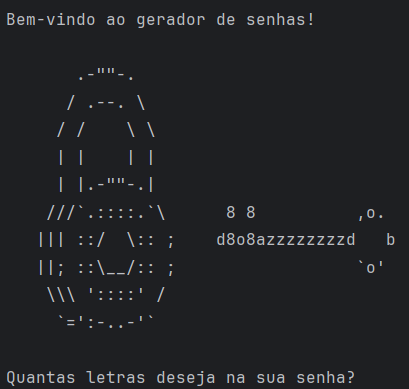 Bem-vindo ao gerador de senhas!

       .-""-.
      / .--. \
     / /    \ \
     | |    | |
     | |.-""-.|
    ///`.::::.`\      8 8          ,o.
   ||| ::/  \:: ;    d8o8azzzzzzzzd   b
   ||; ::\__/:: ;                  `o'
    \\\ '::::' /
     `=':-..-'`

Quantas letras deseja na sua senha?